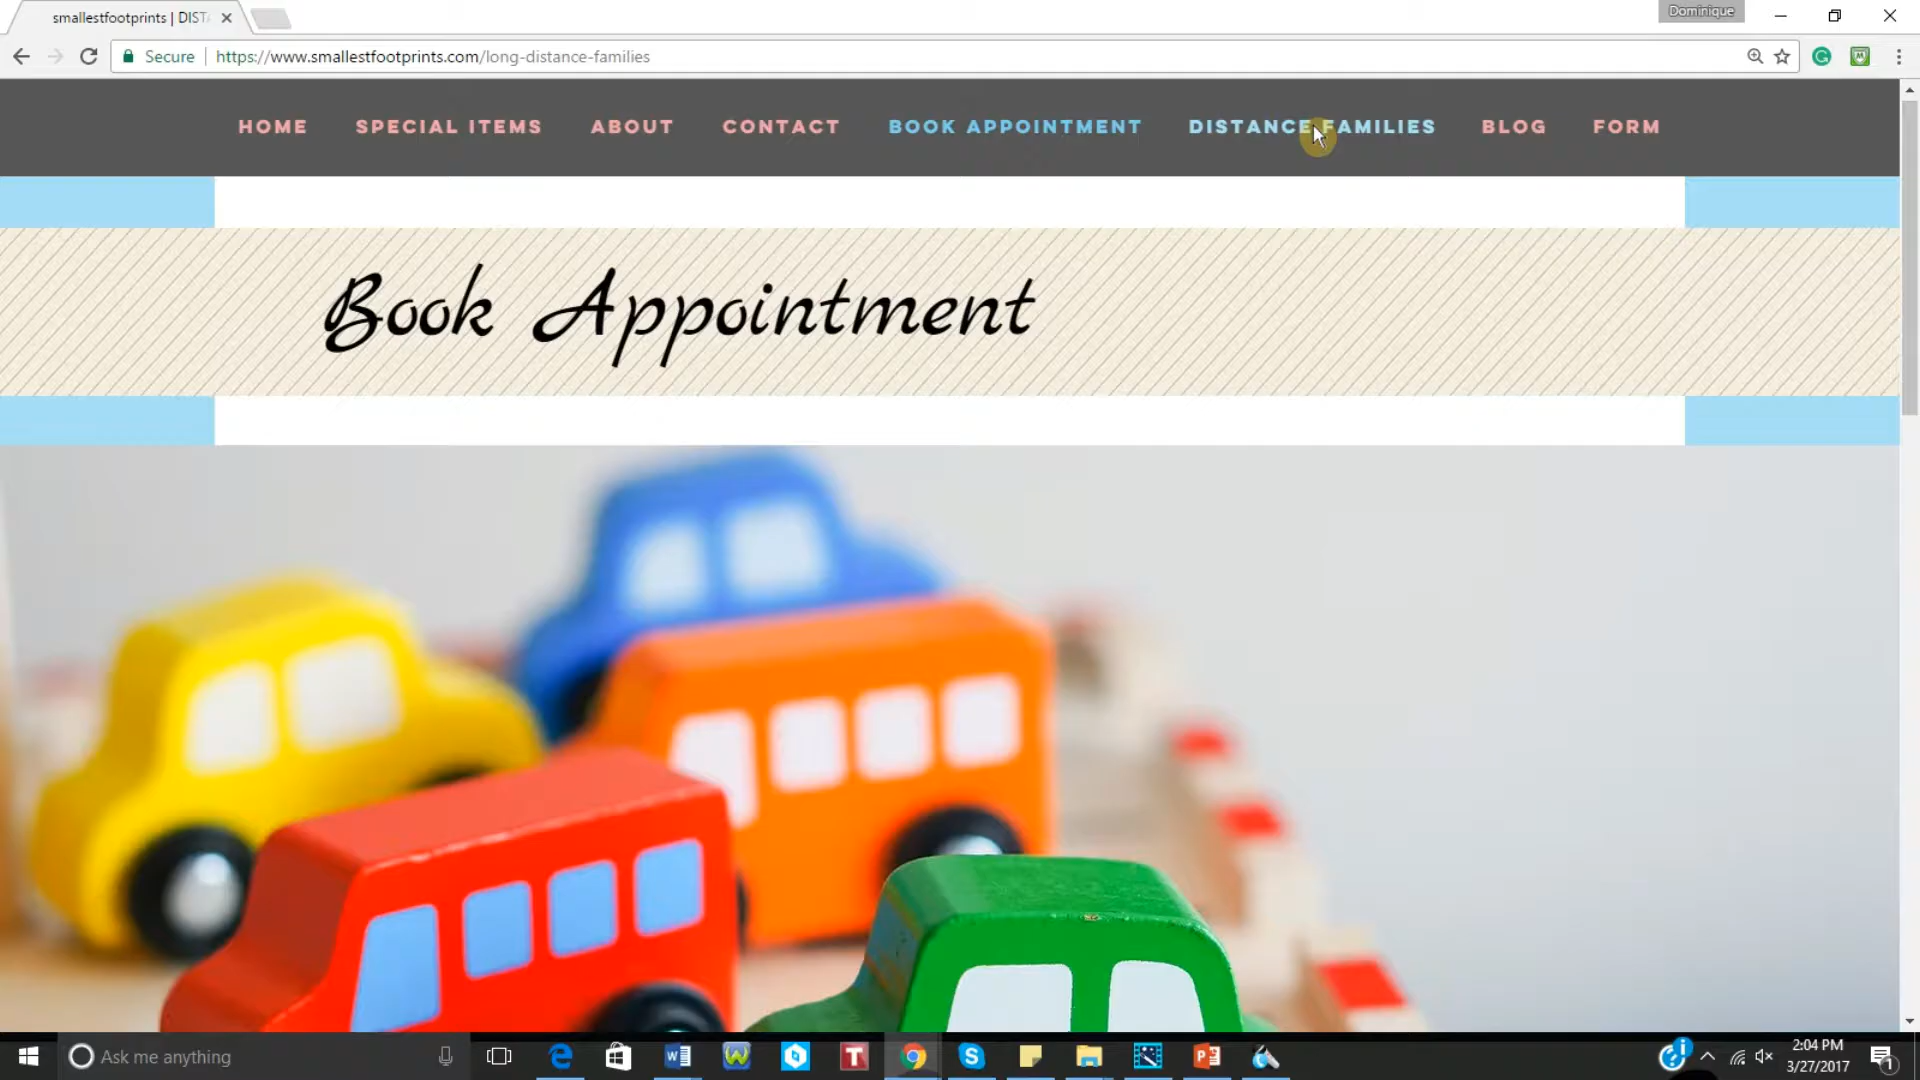 smallestfootprints | DIST
Dominique
Secure
https://www.smallestfootprints.com/long-distance-families
HOME
SPECIAL ITEMS
ABOUT
CONTACT
BOOK APPOINTMENT
DISTANCE FAMILIES
BLOG
FORM
Book Appointment
Ask me anything
2:04 PM
3/27/2017
1